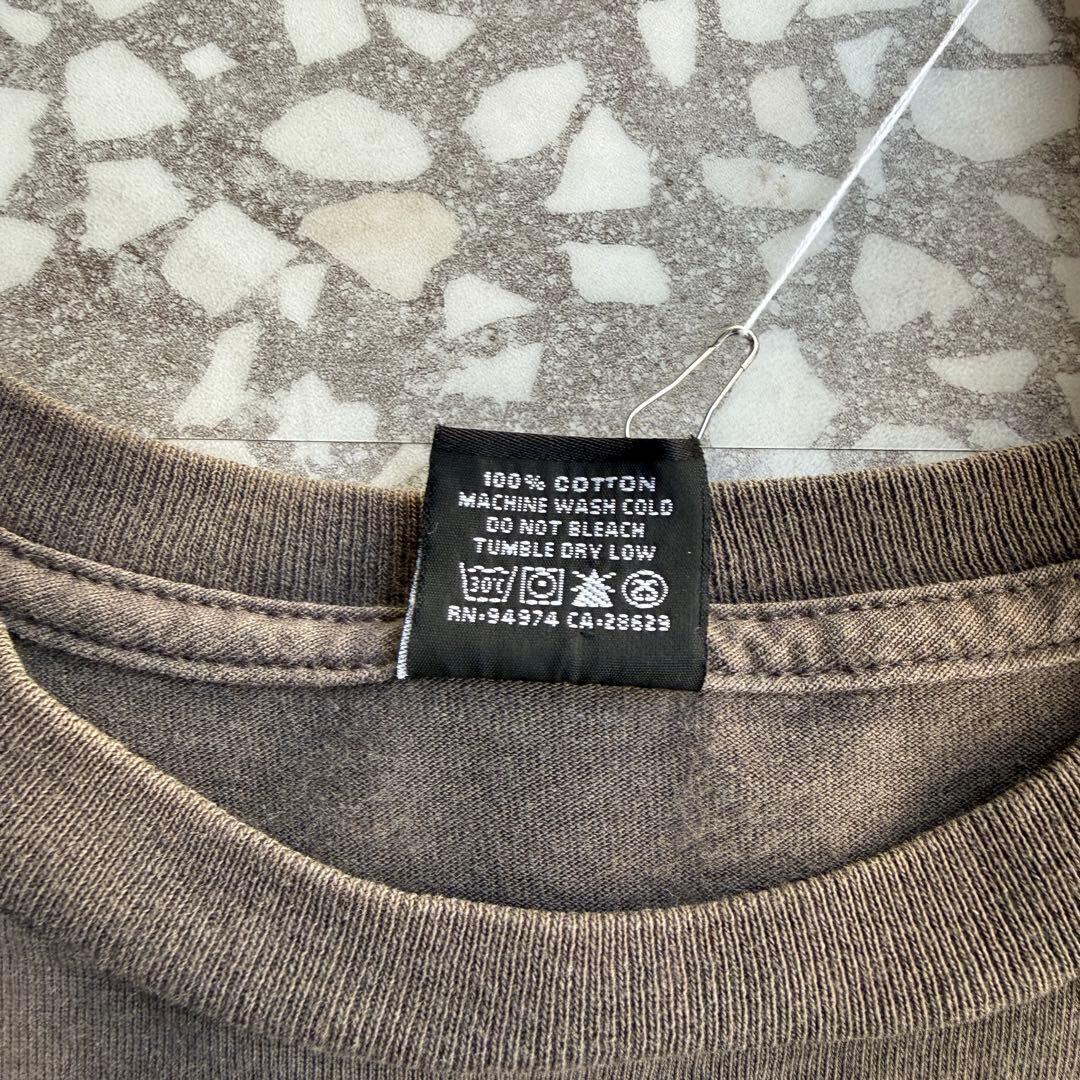 100% COTTON
MACHINE WASH COLD
DO NOT BLEACH
TUMBLE DRY LOW
30℃
RN·94974 CA·28629